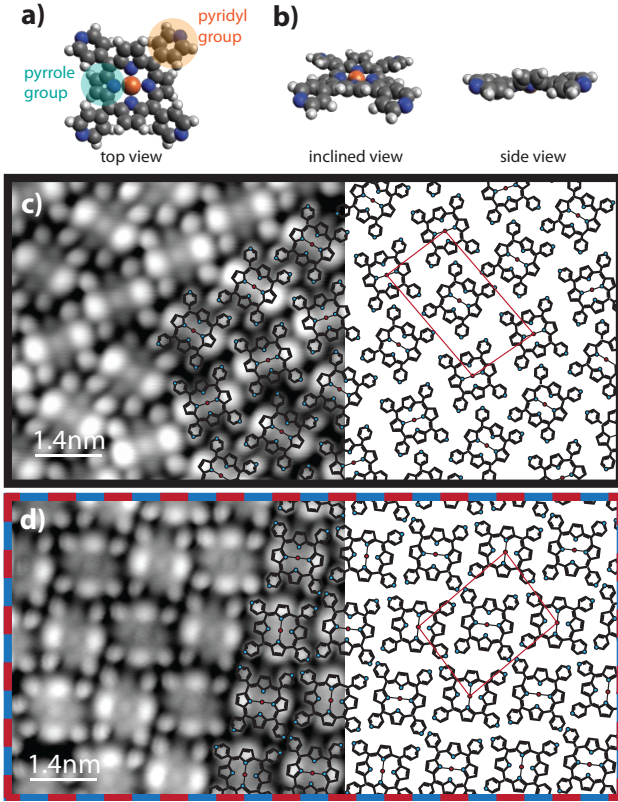 a)
pyridyl
group
pyrrole
group
top view
b)
inclined view
side view
c)
1.4nm
d)
1.4nm